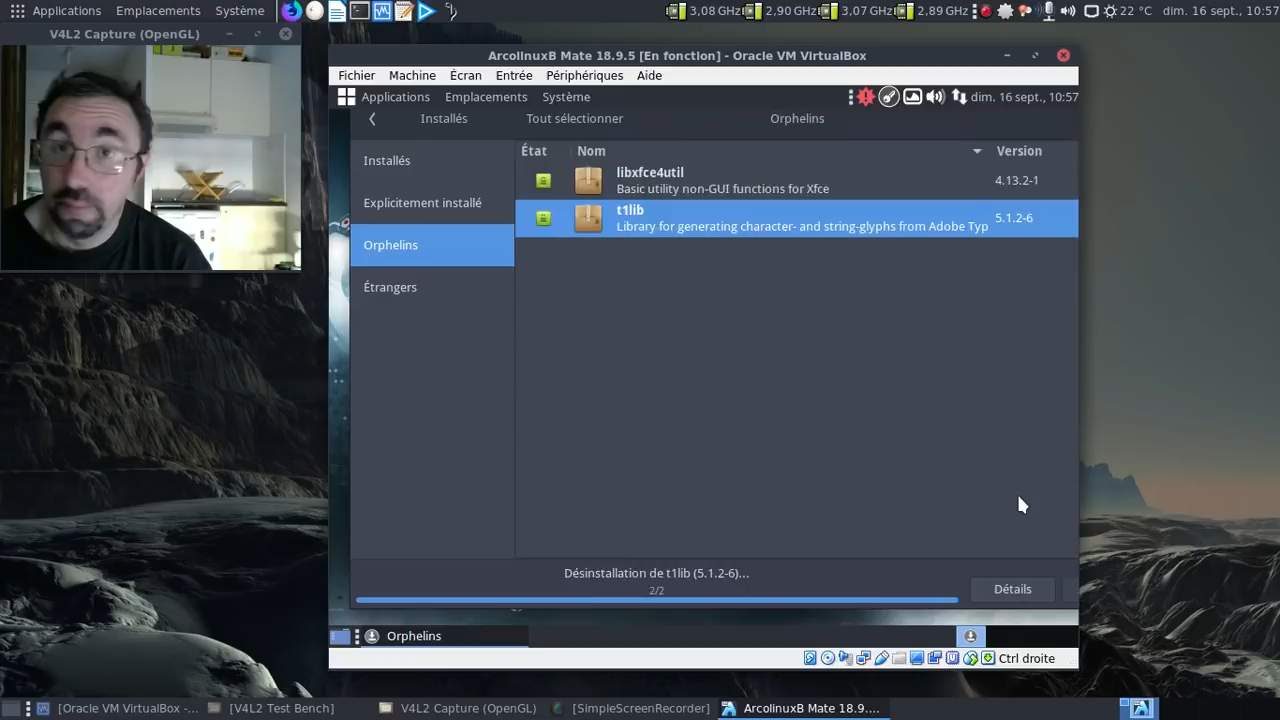 Applications Emplacements Système
3,08 GHz 2,90 GHz 3,07 GHz 2,89 GHz 22 °C dim. 16 sept., 10:57
V4L2 Capture (OpenGL)
ArcolinuxB Mate 18.9.5 [En fonction] - Oracle VM VirtualBox
Fichier Machine Écran Entrée Périphériques Aide
Applications Emplacements Système dim. 16 sept., 10:57
Installés Tout sélectionner Orphelins
État Nom Version
Installés
Explicitement installé
Orphelins
Étrangers
libxfce4util
Basic utility non-GUI functions for Xfce
4.13.2-1
t1lib
Library for generating character- and string-glyphs from Adobe Typ
5.1.2-6
Désinstallation de t1lib (5.1.2-6)...
2/2
Détails
Orphelins
Ctrl droite
[Oracle VM VirtualBox -... [V4L2 Test Bench] V4L2 Capture (OpenGL) [SimpleScreenRecorder] ArcolinuxB Mate 18.9....